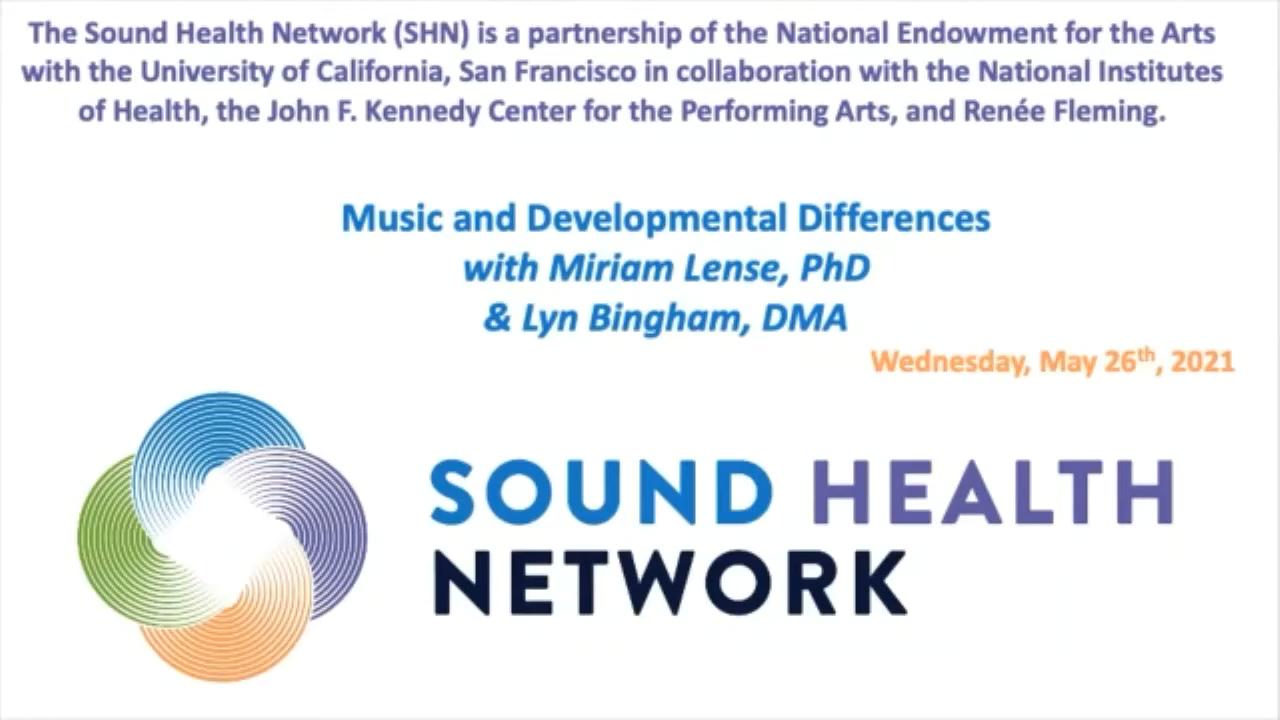 The Sound Health Network (SHN) is a partnership of the National Endowment for the Arts
with the University of California, San Francisco in collaboration with the National Institutes
of Health, the John F. Kennedy Center for the Performing Arts, and Renée Fleming.
Music and Developmental Differences
with Miriam Lense, PhD
& Lyn Bingham, DMA
Wednesday, May 26th, 2021
SOUND HEALTH
NETWORK